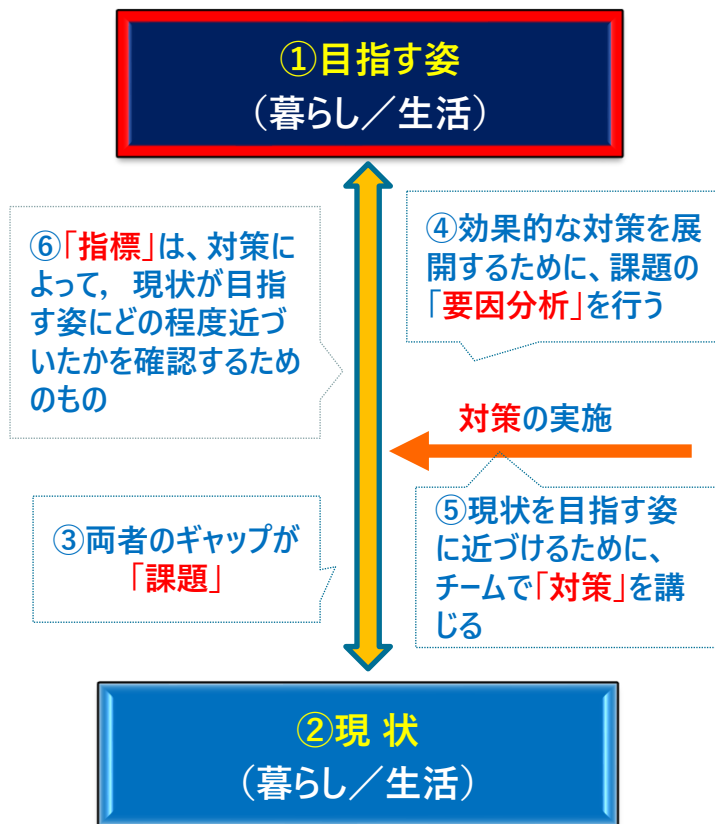 ①目指す姿
（暮らし／生活）
⑥「指標」は、対策に
よって， 現状が目指
す姿にどの程度近づ
いたかを確認するため
のもの
④効果的な対策を展
開するために、課題の
「要因分析」を行う
対策の実施
③両者のギャップが
「課題」
⑤現状を目指す姿
に近づけるために、
チームで「対策」を講
じる
②現 状
（暮らし／生活）